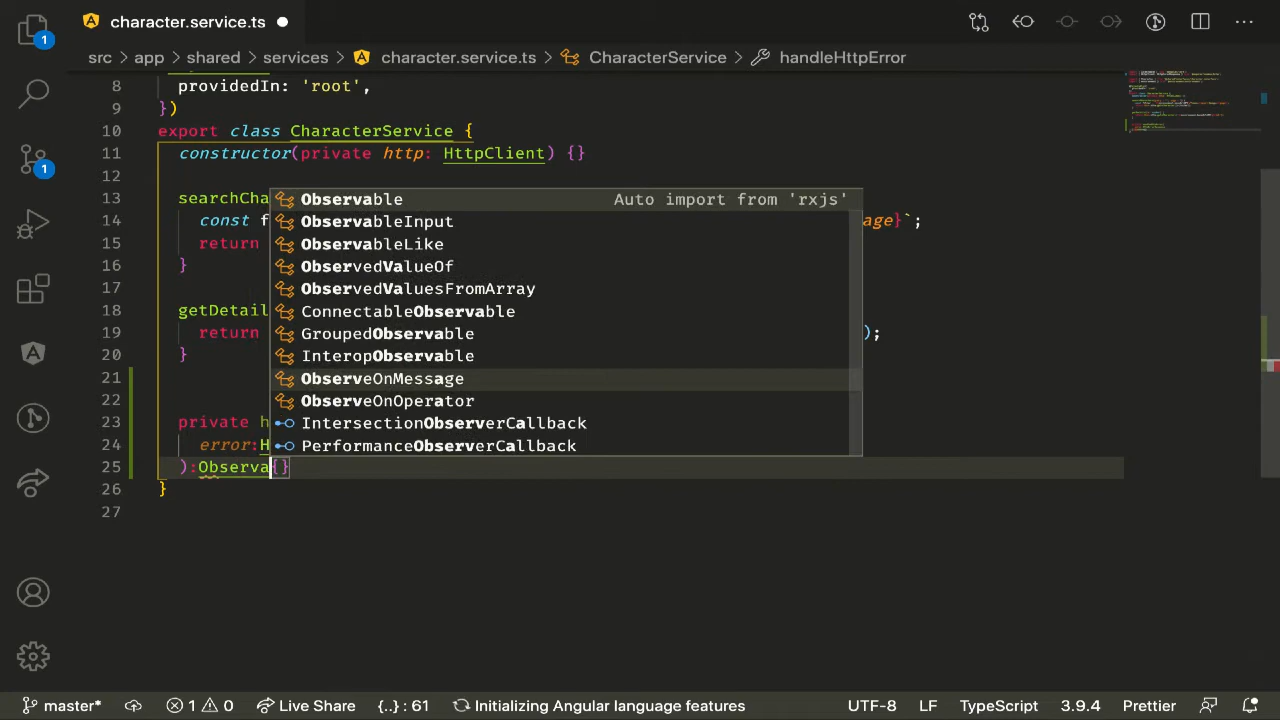 character.service.ts
1
src > app > shared > services > character.service.ts > CharacterService > handleHttpError
8 providedIn: 'root',
9 })
10 export class CharacterService {
11 constructor(private http: HttpClient) {}
12
13 searchCha
Observable Auto import from 'rxjs'
14 const f age}`;
ObservableInput
15 return
ObservableLike
16 }
ObservedValueOf
17
ObservedValuesFromArray
18 getDetail
ConnectableObservable
19 return );
GroupedObservable
20 }
InteropObservable
21
ObserveOnMessage
22
ObserveOnOperator
23 private h
IntersectionObserverCallback
24 error:H
PerformanceObserverCallback
25 ):Observa{}
26 }
27
1
master* 1 0 Live Share {..} : 61 Initializing Angular language features UTF-8 LF TypeScript 3.9.4 Prettier